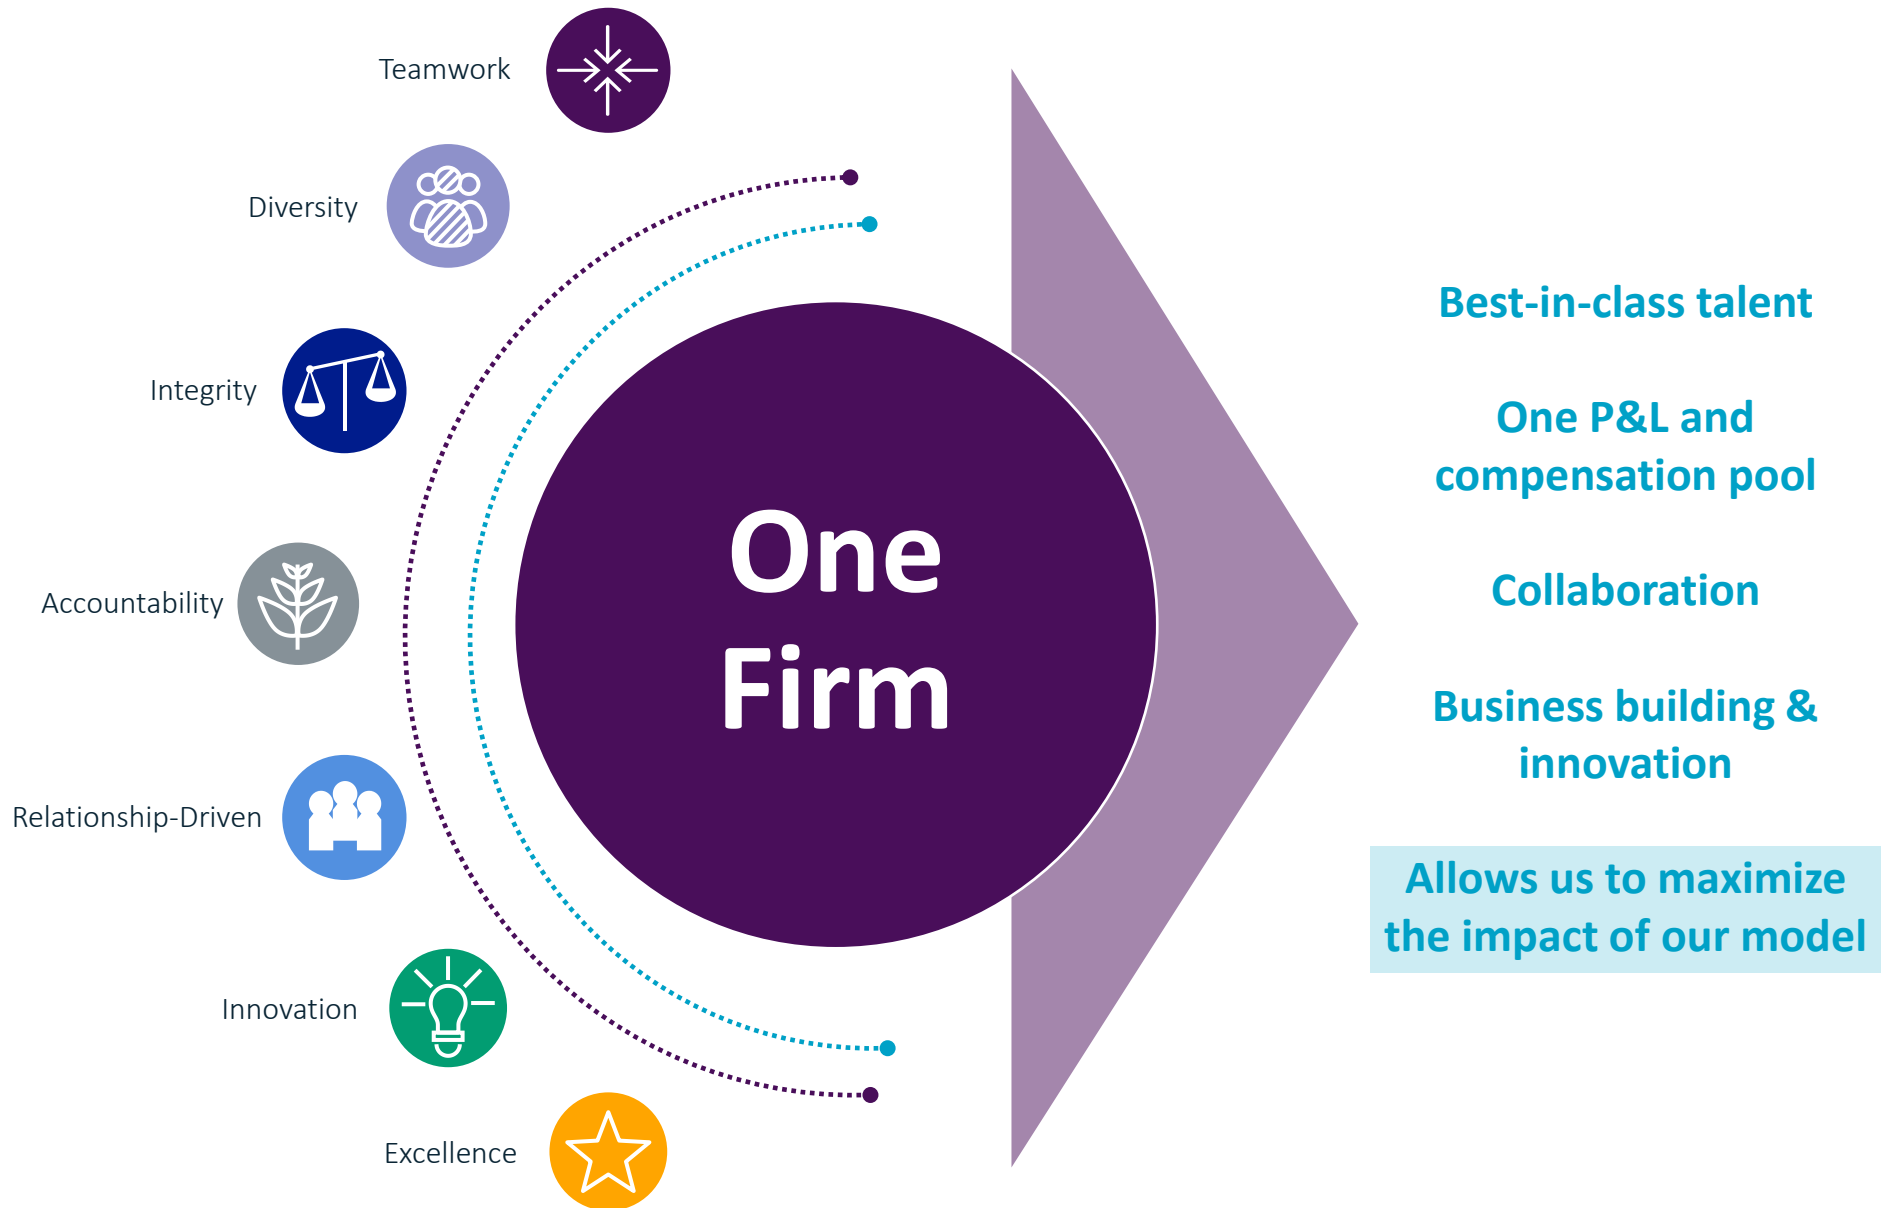 Teamwork
Diversity
Integrity
Accountability
Relationship-Driven
Innovation
Excellence
One
Firm
Best-in-class talent
One P&L and
compensation pool
Collaboration
Business building &
innovation
Allows us to maximize
the impact of our model